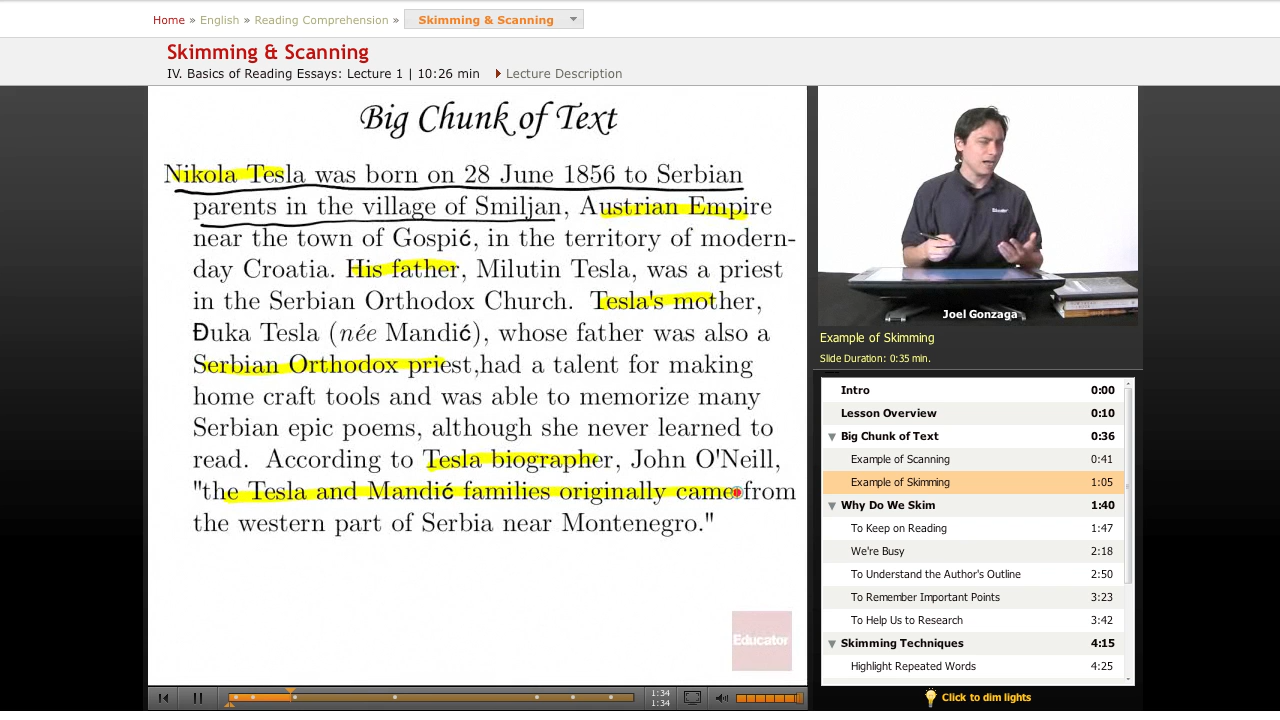 Home » English » Reading Comprehension » Skimming & Scanning
Skimming & Scanning
IV. Basics of Reading Essays: Lecture 1 | 10:26 min Lecture Description
Big Chunk of Text
Nikola Tesla was born on 28 June 1856 to Serbian
parents in the village of Smiljan, Austrian Empire
near the town of Gospić, in the territory of modern-
day Croatia. His father, Milutin Tesla, was a priest
in the Serbian Orthodox Church. Tesla's mother,
Đuka Tesla (née Mandić), whose father was also a
Serbian Orthodox priest,had a talent for making
home craft tools and was able to memorize many
Serbian epic poems, although she never learned to
read. According to Tesla biographer, John O'Neill,
"the Tesla and Mandić families originally came from
the western part of Serbia near Montenegro."
Educator
1:34
1:34
Joel Gonzaga
Example of Skimming
Slide Duration: 0:35 min.
Intro 0:00
Lesson Overview 0:10
Big Chunk of Text 0:36
Example of Scanning 0:41
Example of Skimming 1:05
Why Do We Skim 1:40
To Keep on Reading 1:47
We're Busy 2:18
To Understand the Author's Outline 2:50
To Remember Important Points 3:23
To Help Us to Research 3:42
Skimming Techniques 4:15
Highlight Repeated Words 4:25
Click to dim lights